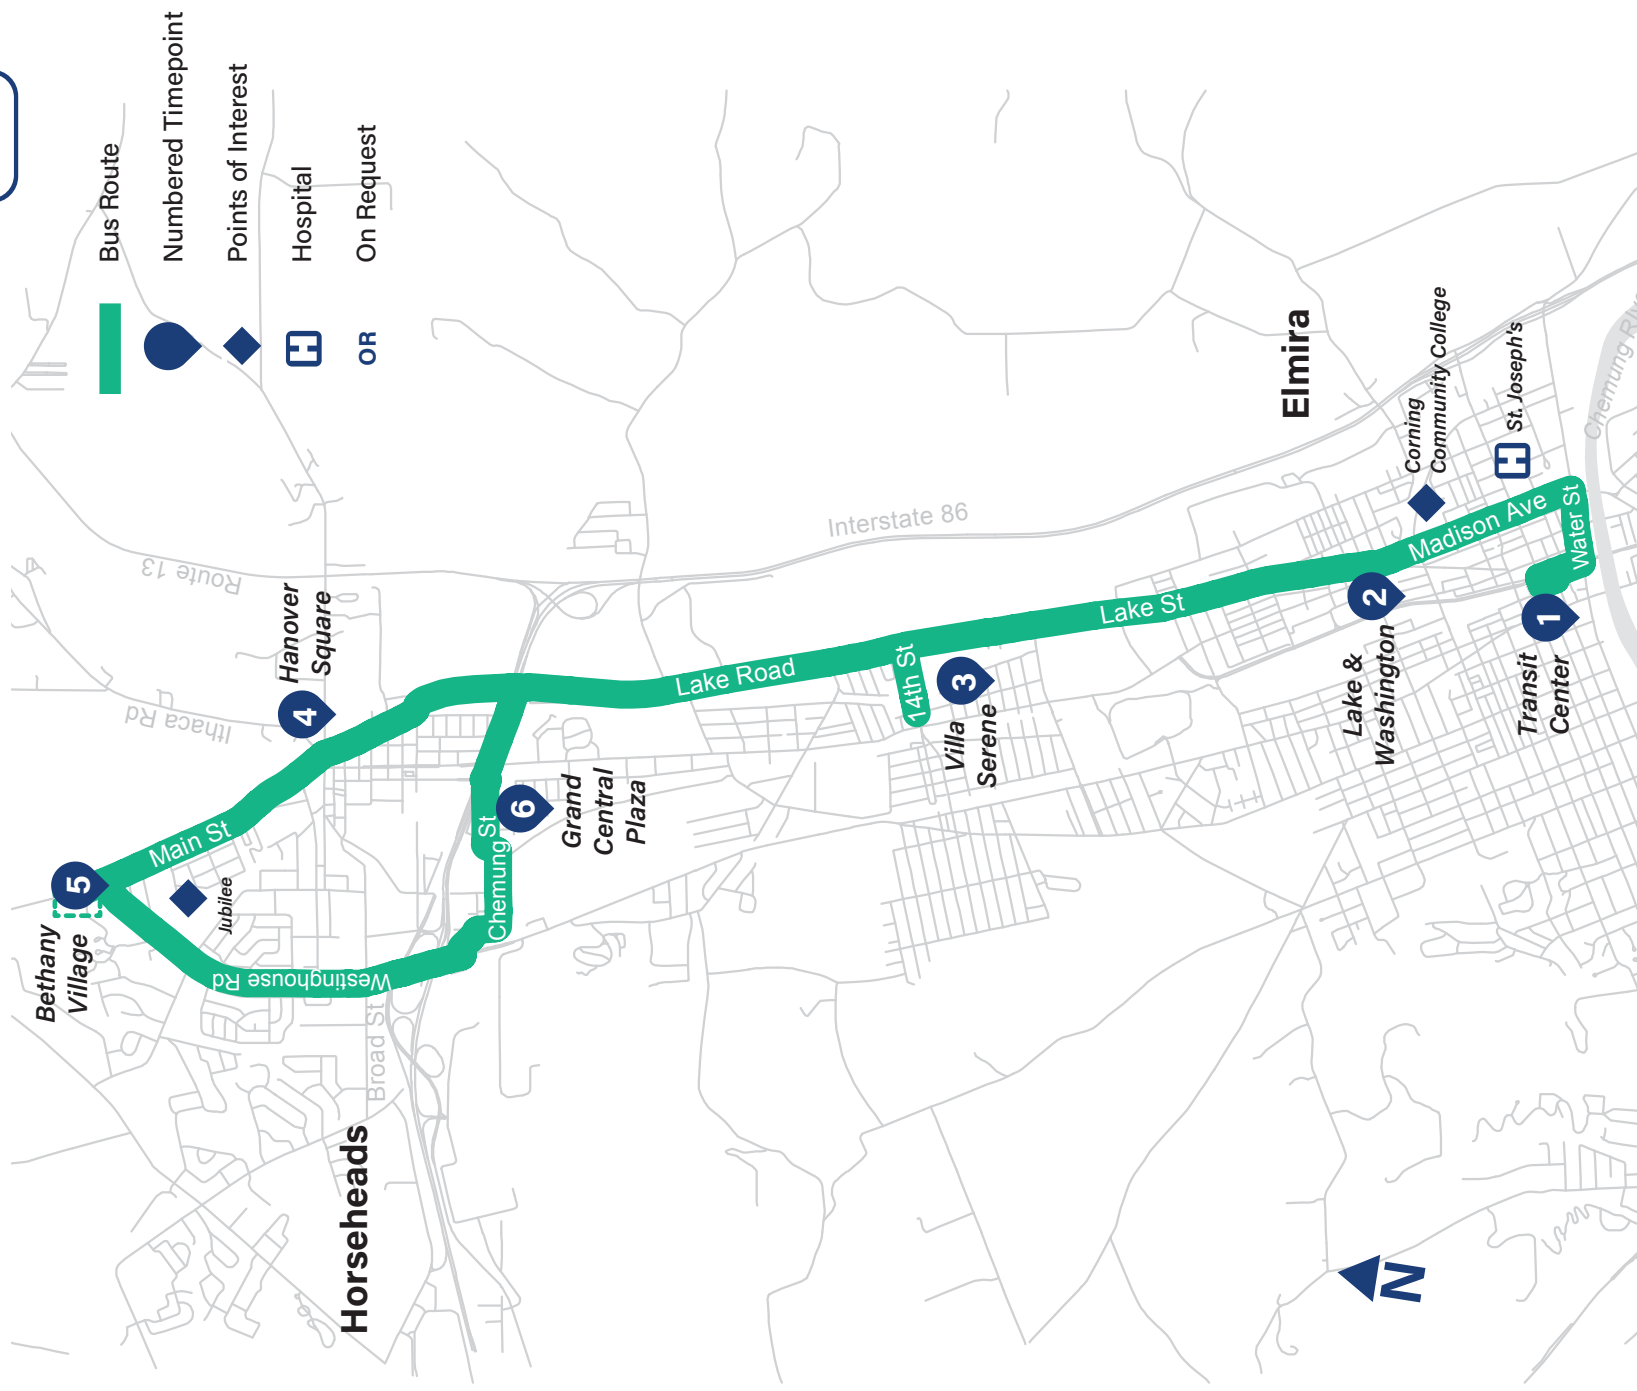 Bus Route
Numbered Timepoint
Points of Interest
H
Hospital
OR
On Request
5
Bethany
Village
Main St
Jubilee
Westinghouse Rd
Broad St
Horseheads
Route 13
Ithaca Rd
4
Hanover
Square
Chemung St
6
Grand
Central
Plaza
Interstate 86
Lake Road
14th St
3
Villa
Serene
Lake St
Elmira
2
Lake &
Washington
Corning
Community College
Madison Ave
H
St. Joseph's
Water St
1
Transit
Center
N